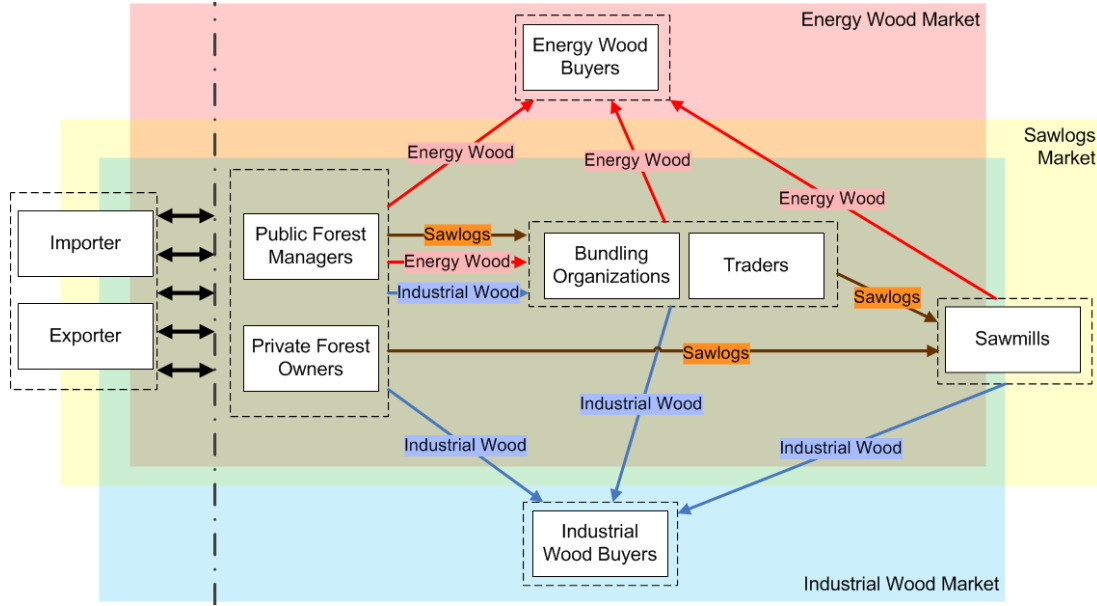 Energy Wood Market
Energy Wood
Buyers
Sawlogs
Market
Energy Wood
Energy Wood
Energy Wood
Importer
Exporter
Public Forest
Managers
Private Forest
Owners
Sawlogs
Energy Wood
Industrial Wood
Bundling
Organizations
Traders
Sawlogs
Sawmills
Sawlogs
Industrial Wood
Industrial Wood
Industrial Wood
Industrial
Wood Buyers
Industrial Wood Market